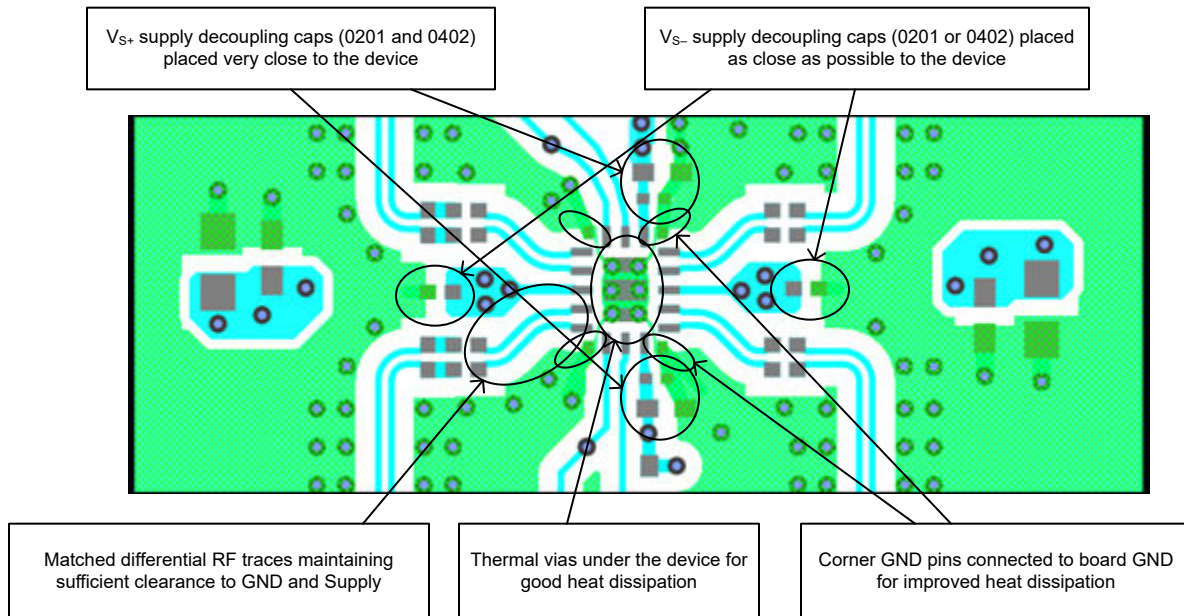 VS+ supply decoupling caps (0201 and 0402)
placed very close to the device
VS– supply decoupling caps (0201 or 0402) placed
as close as possible to the device
Matched differential RF traces maintaining
sufficient clearance to GND and Supply
Thermal vias under the device for
good heat dissipation
Corner GND pins connected to board GND
for improved heat dissipation